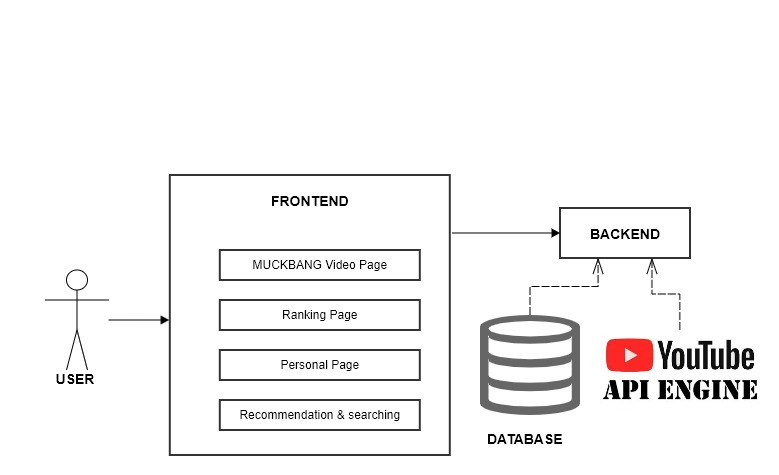 FRONTEND
MUCKBANG Video Page
Ranking Page
Personal Page
Recommendation & searching
USER
BACKEND
DATABASE
YouTube
API ENGINE